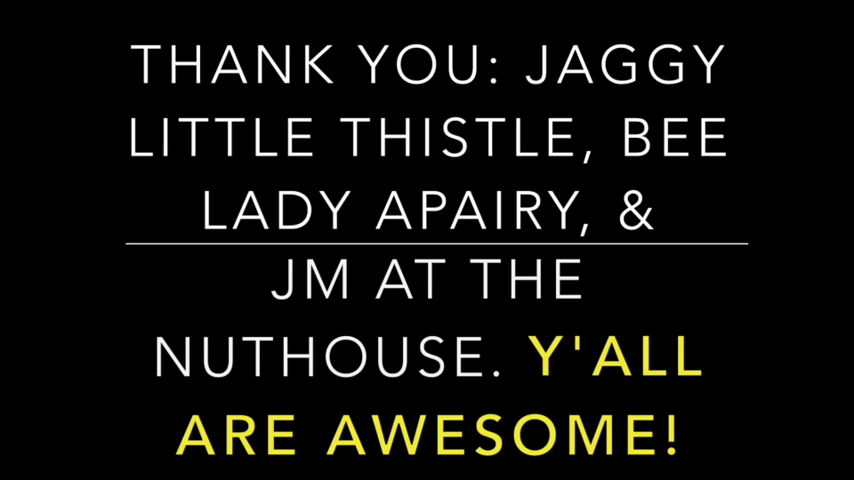 THANK YOU: JAGGY
LITTLE THISTLE, BEE
LADY APAIRY, &
JM AT THE
NUTHOUSE. Y'ALL
ARE AWESOME!